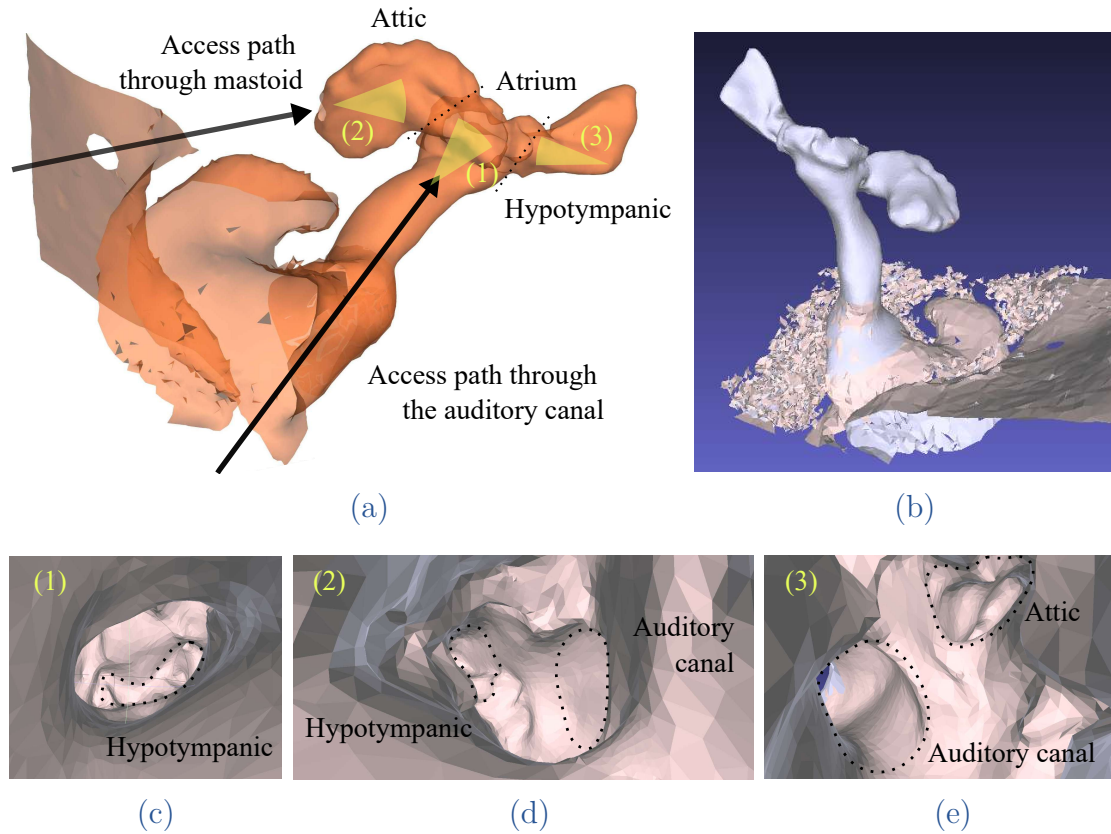 Attic
Access path
through mastoid
Atrium
(2)
(3)
(1)
Hypotympanic
Access path through
the auditory canal
(a)
(b)
(1)
Hypotympanic
(2)
Auditory
canal
Hypotympanic
(3)
Attic
Auditory canal
(c)
(d)
(e)